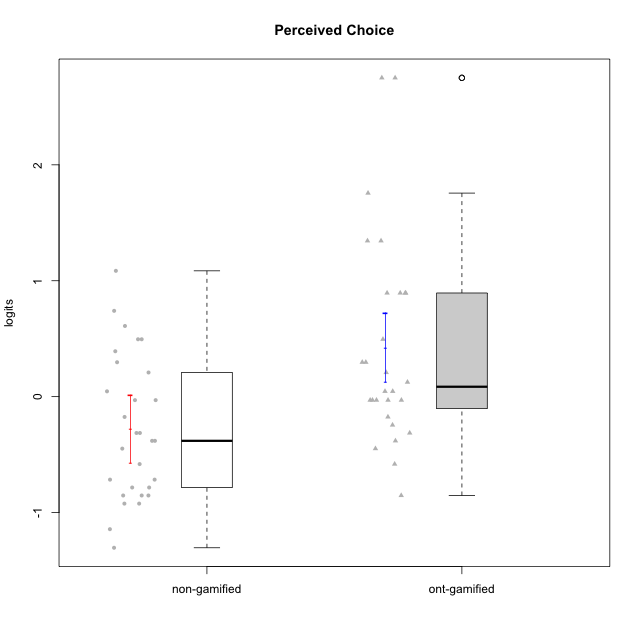 Perceived Choice
logits
2
1
0
-1
non-gamified
ont-gamified